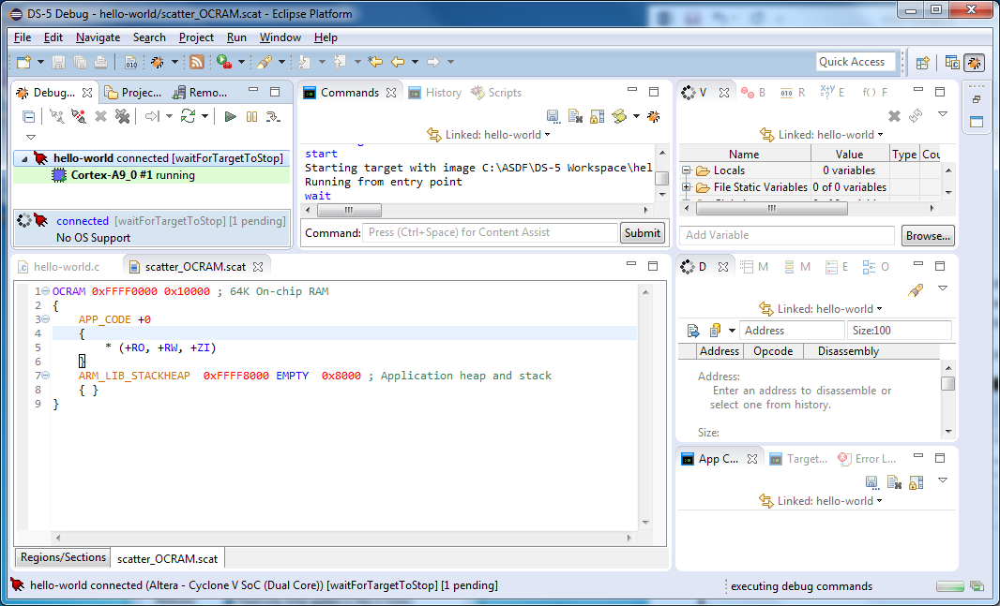 DS-5 Debug - hello-world/scatter_OCRAM.scat - Eclipse Platform
File Edit Navigate Search Project Run Window Help
Quick Access
Debug... Projec... Remo...
hello-world connected [waitForTargetToStop]
Cortex-A9_0 #1 running
connected [waitForTargetToStop] [1 pending]
No OS Support
Commands History Scripts
Linked: hello-world
start
Starting target with image C:\ASDF\DS-5 Workspace\hel
Running from entry point
wait
Command: Press (Ctrl+Space) for Content Assist Submit
V B R E F
Linked: hello-world
Name Value Type Cou
Locals 0 variables
File Static Variables 0 of 0 variables
Add Variable Browse...
hello-world.c scatter_OCRAM.scat
1 OCRAM 0xFFFF0000 0x10000 ; 64K On-chip RAM
2 {
3 APP_CODE +0
4 {
5 * (+RO, +RW, +ZI)
6 }
7 ARM_LIB_STACKHEAP 0xFFFF8000 EMPTY 0x8000 ; Application heap and stack
8 { }
9 }
Regions/Sections scatter_OCRAM.scat
D M M E O
Linked: hello-world
Address Size:100
Address Opcode Disassembly
Address:
Enter an address to disassemble or
select one from history.
Size:
App C... Target... Error L...
Linked: hello-world
hello-world connected (Altera - Cyclone V SoC (Dual Core)) [waitForTargetToStop] [1 pending]
executing debug commands